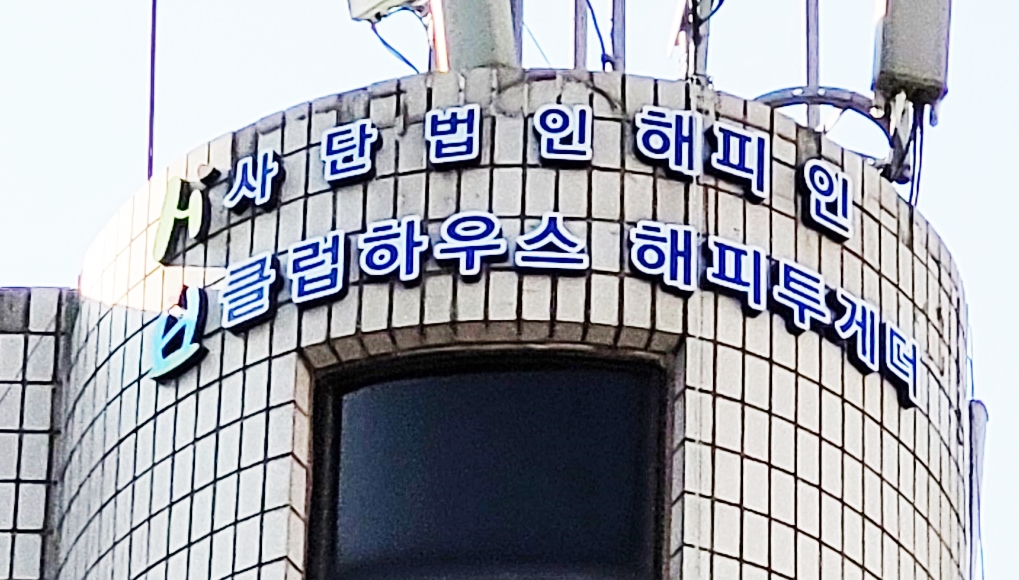 사단법인 해피인
클럽하우스 해피투게더